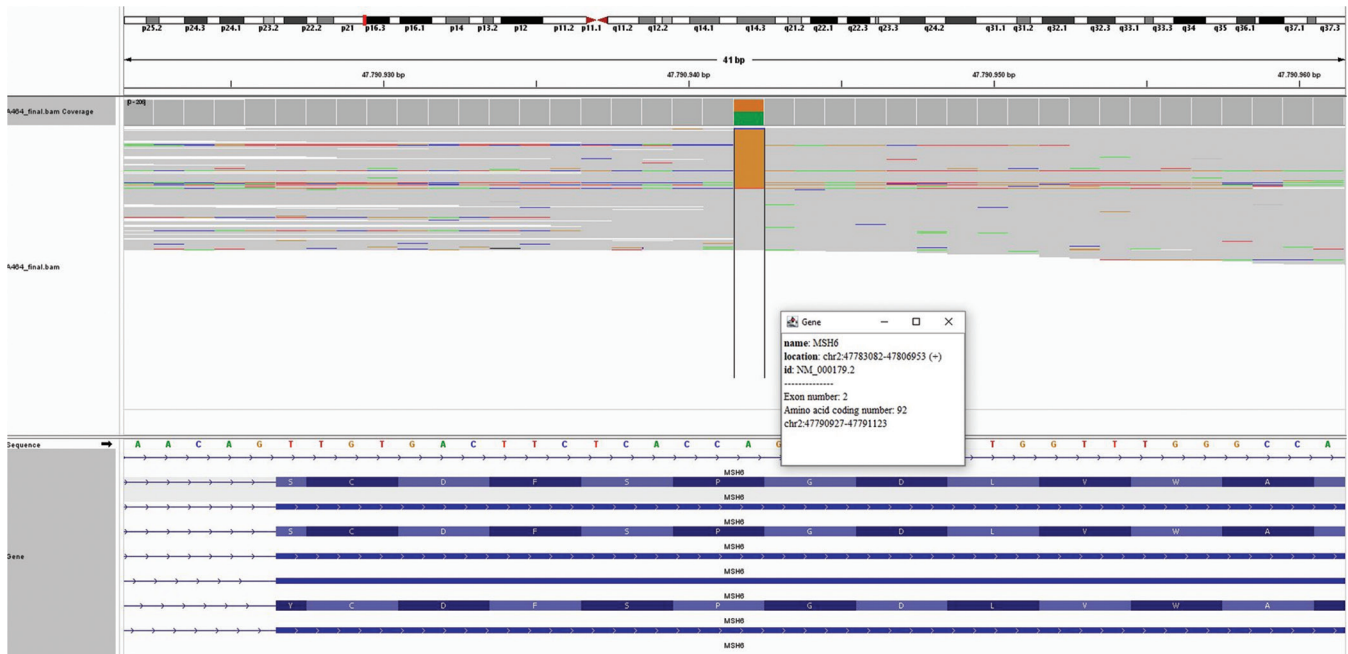 p25.2 p24.3 p24.1 p23.2 p22.2 p21 p16.3 p16.1 p14 p13.2 p12 p11.2 p11.1 q11.2 q12.2 q14.1 q14.3 q21.2 q22.1 q23.3 q24.2 q31.1 q31.2 q32.1 q32.3 q33.1 q33.3 q34 q35 q36.1 q37.1 q37.3
41 bp
47.790.930 bp 47.790.940 bp 47.790.950 bp 47.790.960 bp
[0 - 208]
A464_final.bam Coverage
A464_final.bam
Gene
name: MSH6
location: chr2:47783082-47806953 (+)
id: NM_000179.2
--------------
Exon number: 2
Amino acid coding number: 92
chr2:47790927-47791123
Sequence A A C A G T T G T G A C T T C T C A C C A G T G G T T T G G G C C A
MSH6
S C D F S P G D L V W A
MSH6
MSH6
S C D F S P G D L V W A
MSH6
Gene
MSH6
MSH6
Y C D F S P G D L V W A
MSH6
MSH6